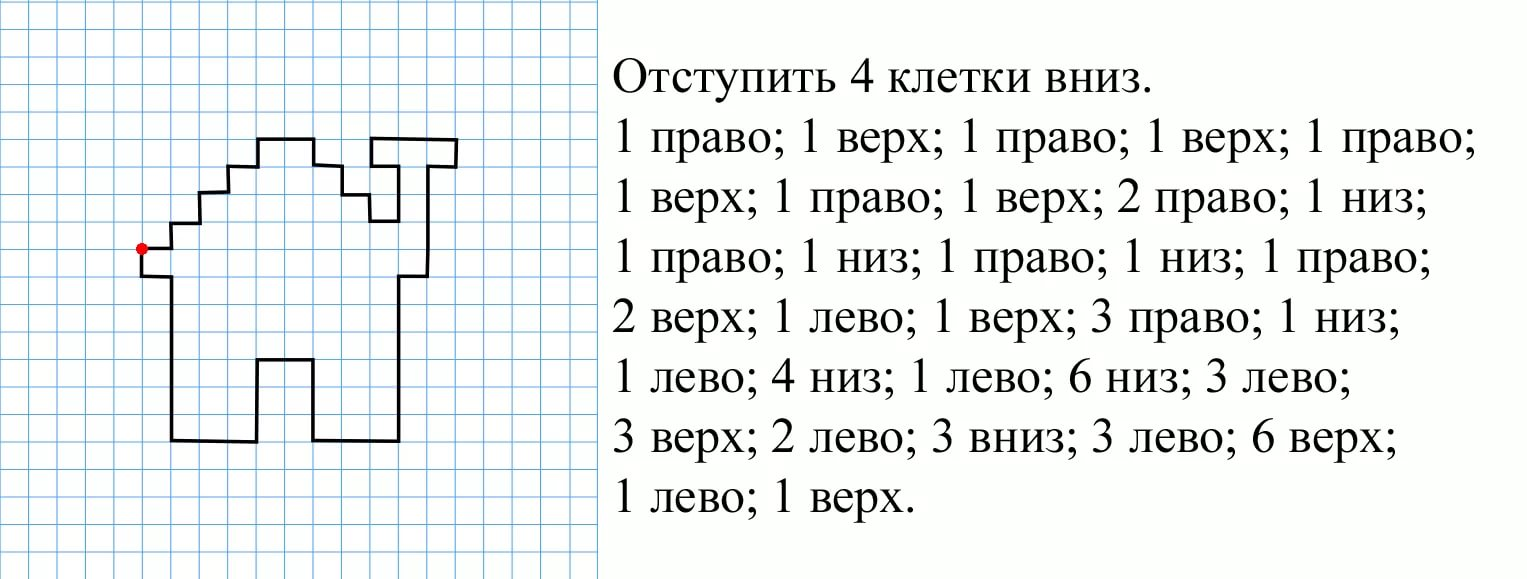 Отступить 4 клетки вниз.
1 право; 1 верх; 1 право; 1 верх; 1 право;
1 верх; 1 право; 1 верх; 2 право; 1 низ;
1 право; 1 низ; 1 право; 1 низ; 1 право;
2 верх; 1 лево; 1 верх; 3 право; 1 низ;
1 лево; 4 низ; 1 лево; 6 низ; 3 лево;
3 верх; 2 лево; 3 вниз; 3 лево; 6 верх;
1 лево; 1 верх.